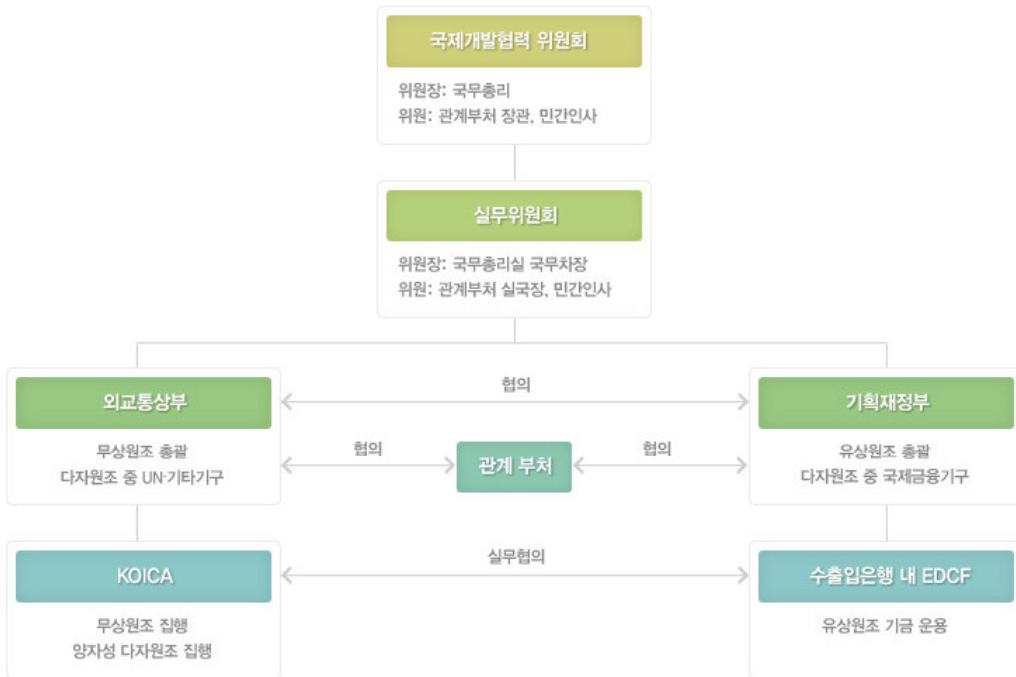 국제개발협력 위원회
위원장: 국무총리
위원: 관계부처 장관, 민간인사
실무위원회
위원장: 국무총리실 국무차장
위원: 관계부처 실국장, 민간인사
외교통상부
무상원조 총괄
다자원조 중 UN·기타기구
협의
기획재정부
유상원조 총괄
다자원조 중 국제금융기구
협의
관계 부처
협의
KOICA
무상원조 집행
양자성 다자원조 집행
실무협의
수출입은행 내 EDCF
유상원조 기금 운용